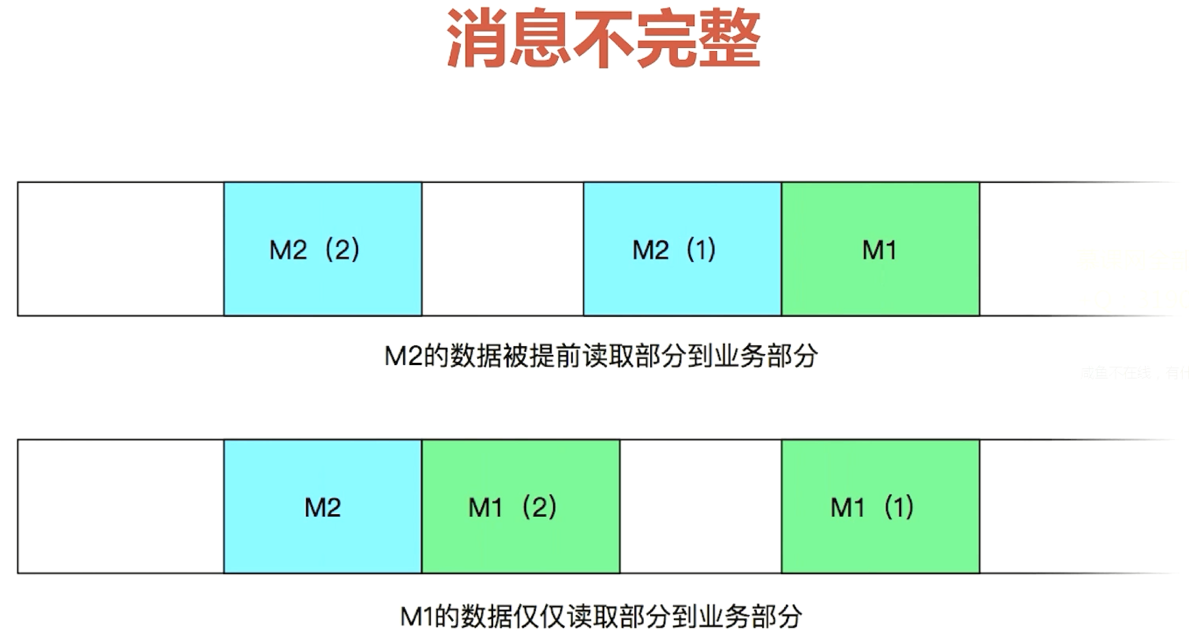 消息不完整
M2（2） M2（1） M1
M2的数据被提前读取部分到业务部分
M2 M1（2） M1（1）
M1的数据仅仅读取部分到业务部分